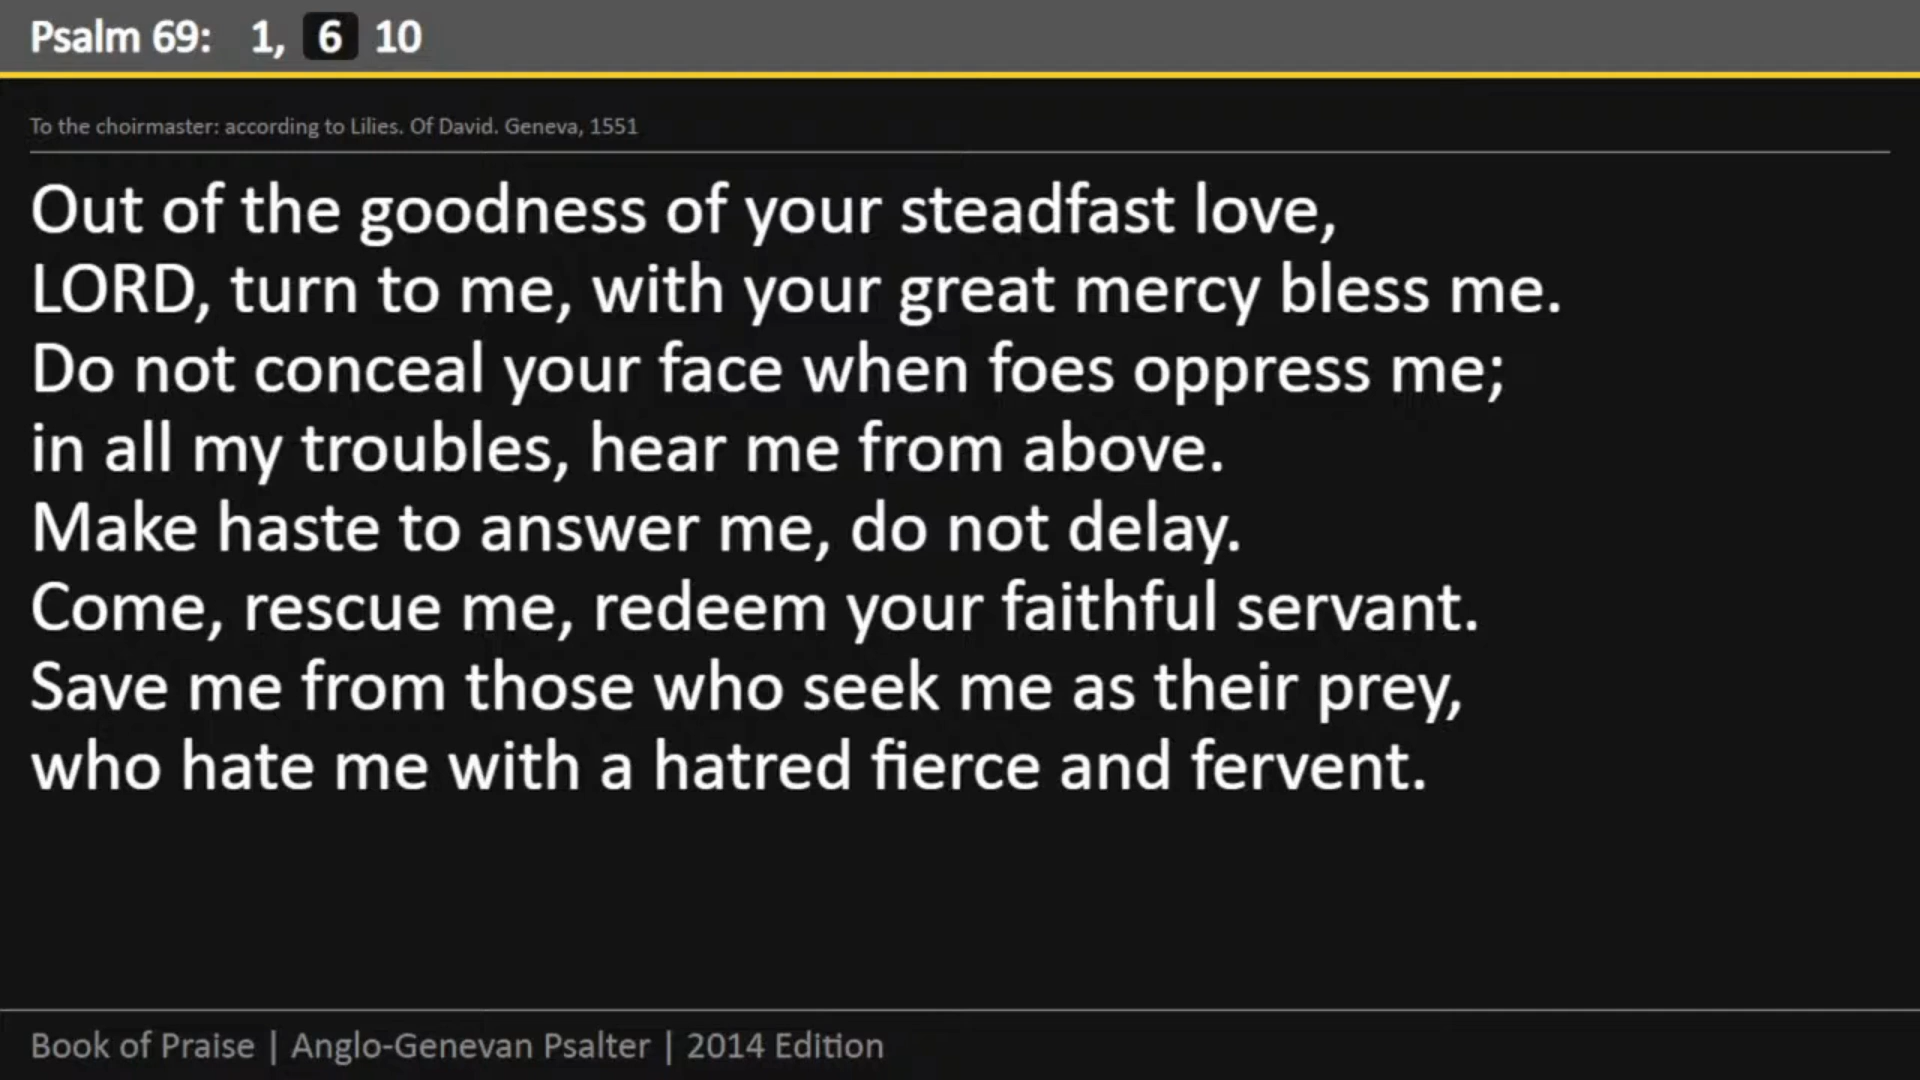 Psalm 69: 1, 6 10
To the choirmaster: according to Lilies. Of David. Geneva, 1551
Out of the goodness of your steadfast love,
LORD, turn to me, with your great mercy bless me.
Do not conceal your face when foes oppress me;
in all my troubles, hear me from above.
Make haste to answer me, do not delay.
Come, rescue me, redeem your faithful servant.
Save me from those who seek me as their prey,
who hate me with a hatred fierce and fervent.
Book of Praise | Anglo-Genevan Psalter | 2014 Edition